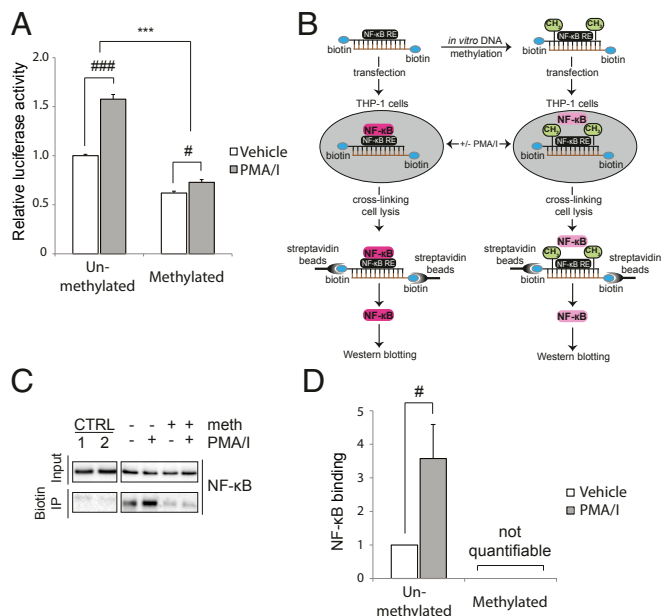 A
Relative luciferase activity
2.0
1.5
1.0
0.5
0
***
###
#
Vehicle
PMA/I
Un-
methylated
Methylated
B
NF-κB RE
biotin
biotin
in vitro DNA
methylation
CH3
CH3
NF-κB RE
biotin
biotin
transfection
transfection
THP-1 cells
THP-1 cells
NF-κB
NF-κB RE
biotin
biotin
+/- PMA/I
NF-κB
CH3
CH3
NF-κB RE
biotin
biotin
cross-linking
cell lysis
cross-linking
cell lysis
streptavidin
beads
NF-κB
NF-κB RE
streptavidin
beads
biotin
biotin
streptavidin
beads
NF-κB
CH3
CH3
NF-κB RE
streptavidin
beads
biotin
biotin
NF-κB
NF-κB
Western blotting
Western blotting
C
CTRL
1 2
- - + + meth
- + - + PMA/I
Input
Biotin
IP
NF-κB
D
NF-κB binding
5
4
3
2
1
0
#
Vehicle
PMA/I
not
quantifiable
Un-
methylated
Methylated